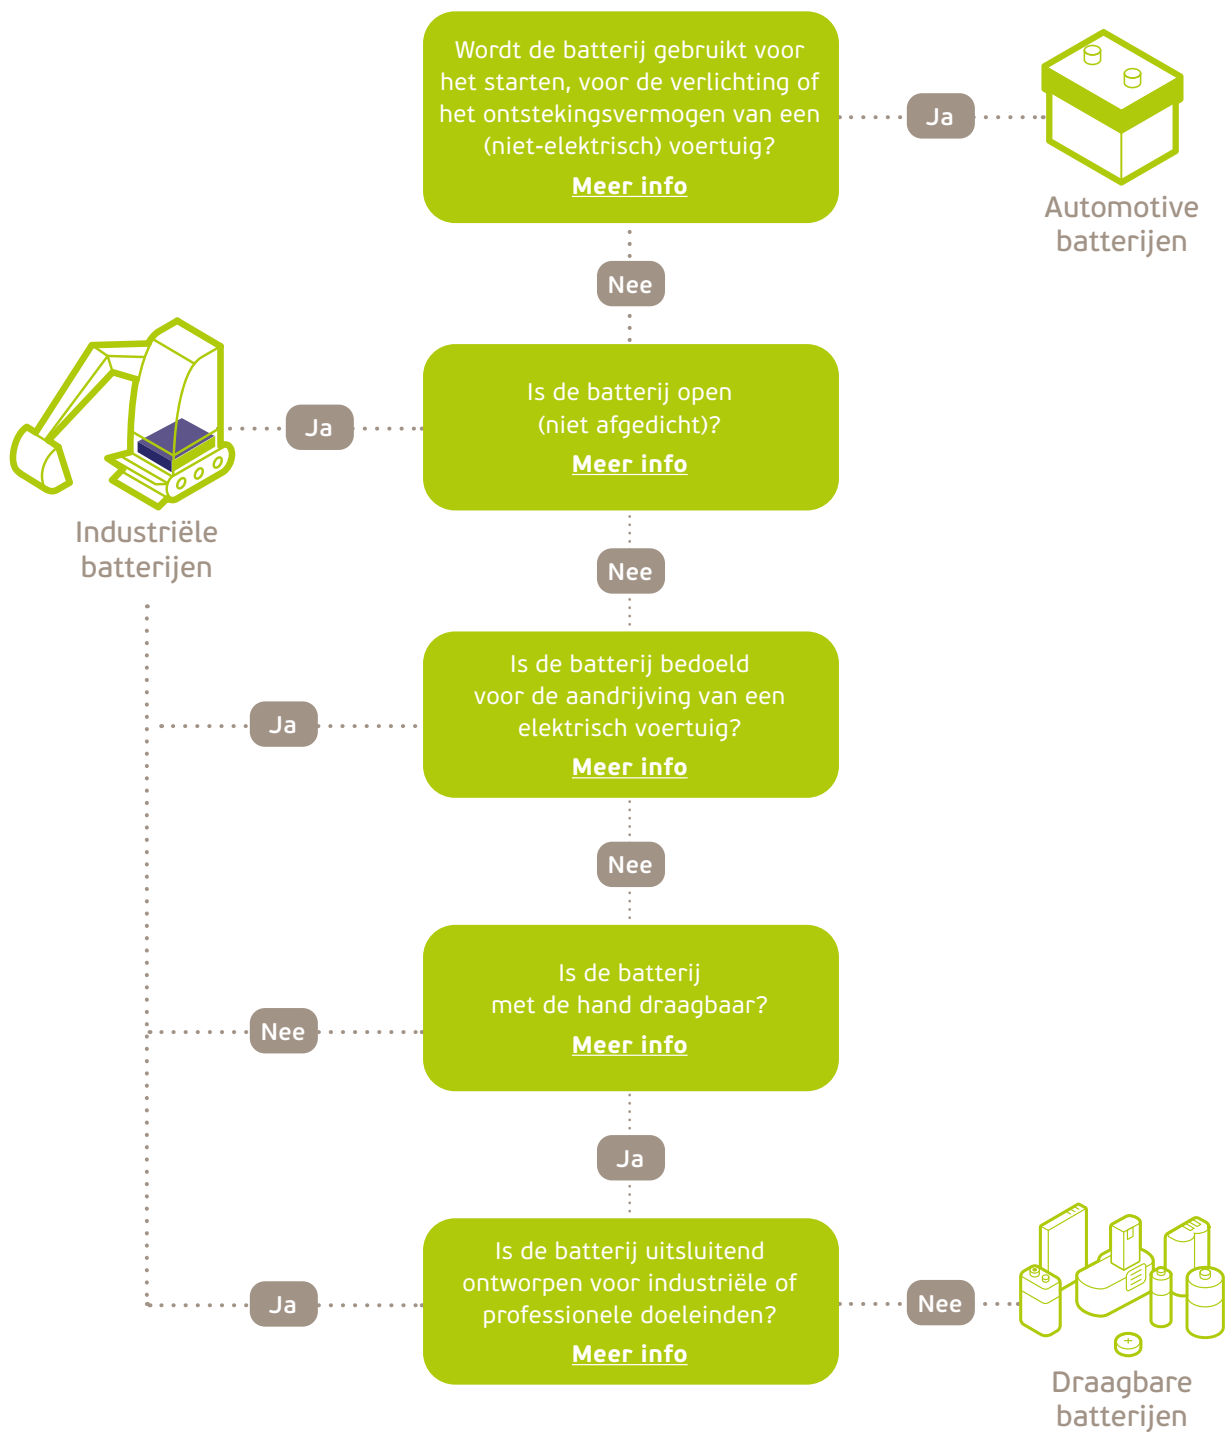 Wordt de batterij gebruikt voor
het starten, voor de verlichting of
het ontstekingsvermogen van een
(niet-elektrisch) voertuig?
Meer info
Ja
Automotive
batterijen
Nee
Is de batterij open
(niet afgedicht)?
Meer info
Ja
Industriële
batterijen
Nee
Is de batterij bedoeld
voor de aandrijving van een
elektrisch voertuig?
Meer info
Ja
Nee
Is de batterij
met de hand draagbaar?
Meer info
Nee
Ja
Is de batterij uitsluitend
ontworpen voor industriële of
professionele doeleinden?
Meer info
Ja
Nee
Draagbare
batterijen